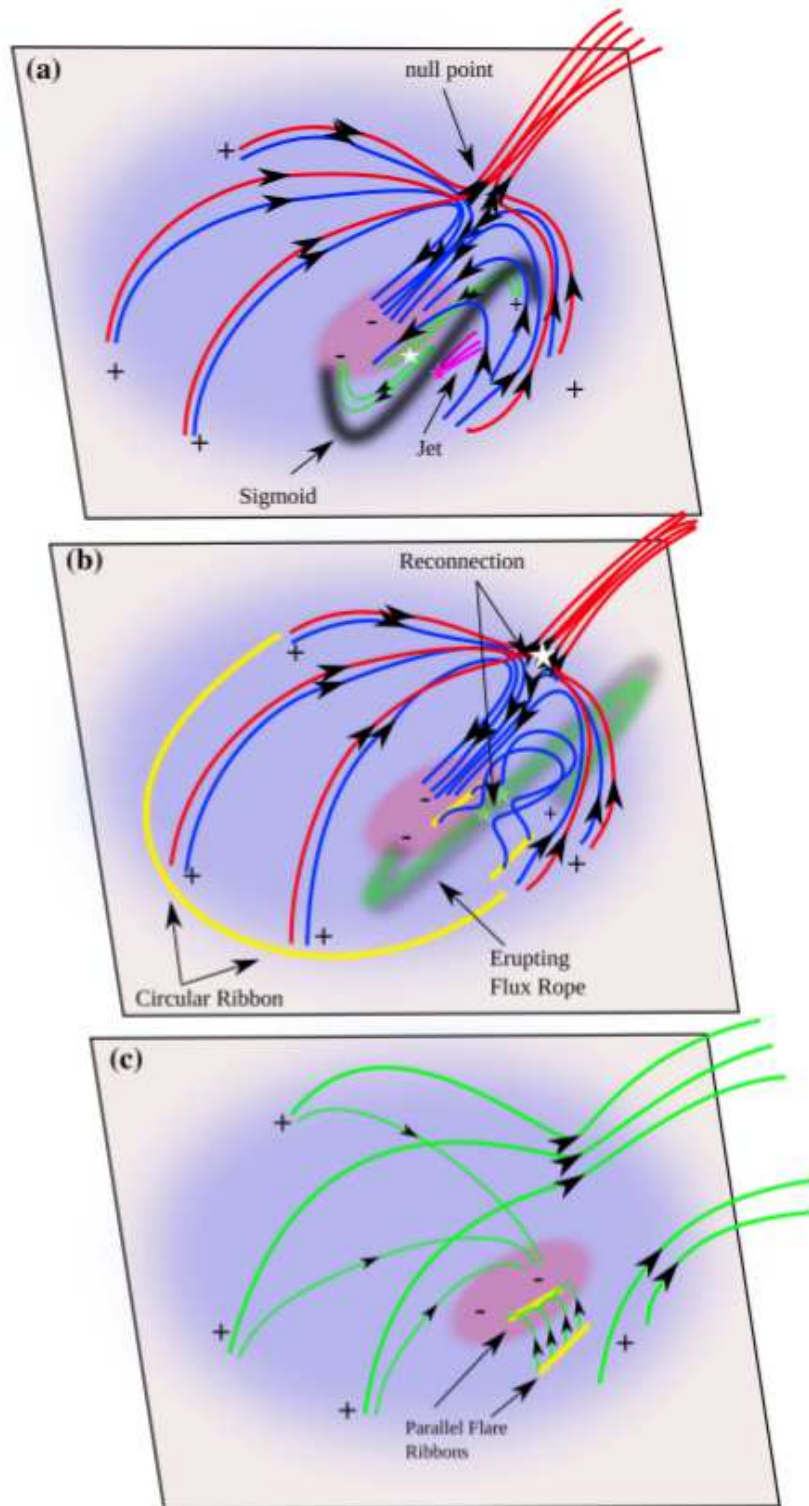 (a)
null point
+
+
+
+
+
-
-
Jet
Sigmoid
(b)
Reconnection
+
+
+
+
+
-
-
Erupting
Flux Rope
Circular Ribbon
(c)
+
+
+
+
-
-
Parallel Flare
Ribbons